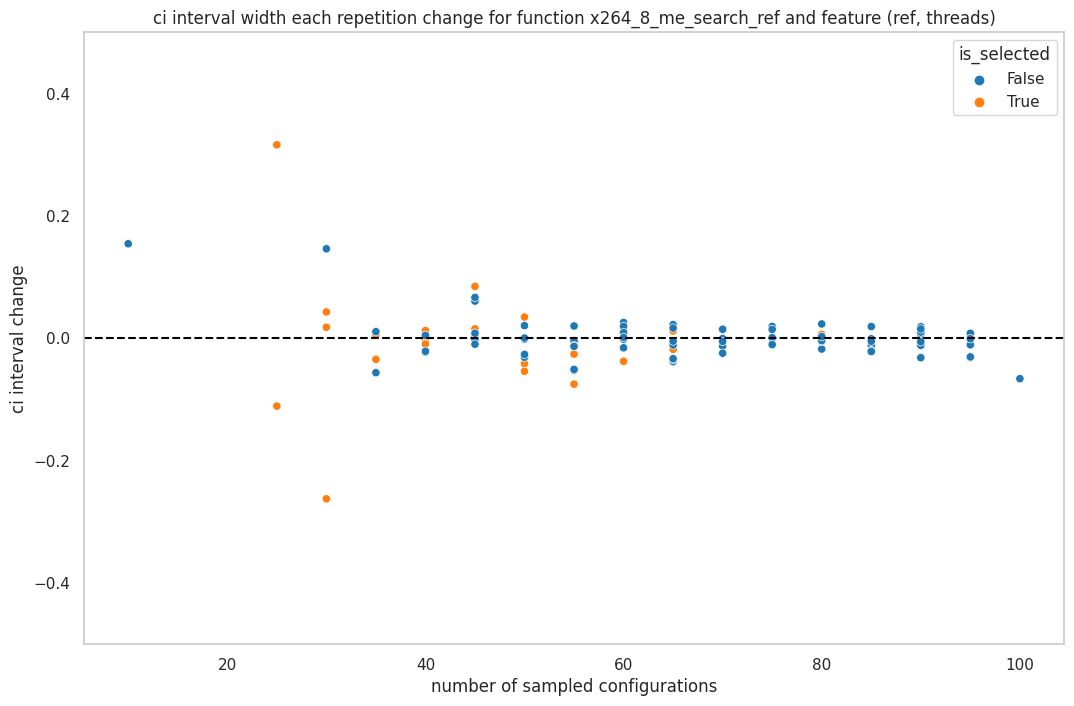 ci interval width each repetition change for function x264_8_me_search_ref and feature (ref, threads)
is_selected
False
True
ci interval change
0.4
0.2
0.0
−0.2
−0.4
20
40
60
80
100
number of sampled configurations